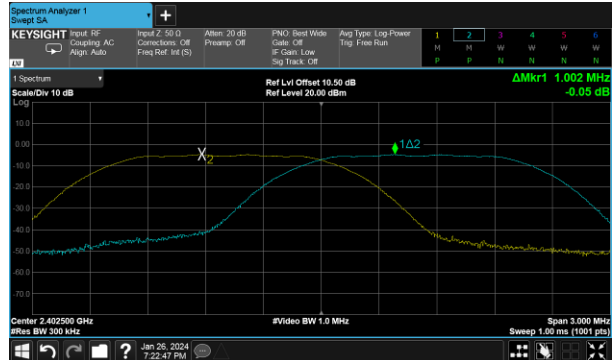 Spectrum Analyzer 1
Swept SA
+
KEYSIGHT Input: RF Input Z: 50 Ω Atten: 20 dB PNO: Best Wide Avg Type: Log-Power 1 2 3 4 5 6
Coupling: AC Corrections: Off Preamp: Off Gate: Off Trig: Free Run M M W W W W
Align: Auto Freq Ref: Int (S) IF Gain: Low P P N N N N
Sig Track: Off
LXI
1 Spectrum Ref Lvl Offset 10.50 dB ΔMkr1 1.002 MHz
Scale/Div 10 dB Ref Level 20.00 dBm -0.05 dB
Log
10.0
0.00
1Δ2
X2
-10.0
-20.0
-30.0
-40.0
-50.0
-60.0
-70.0
Center 2.402500 GHz #Video BW 1.0 MHz Span 3.000 MHz
#Res BW 300 kHz Sweep 1.00 ms (1001 pts)
? Jan 26, 2024
7:22:47 PM